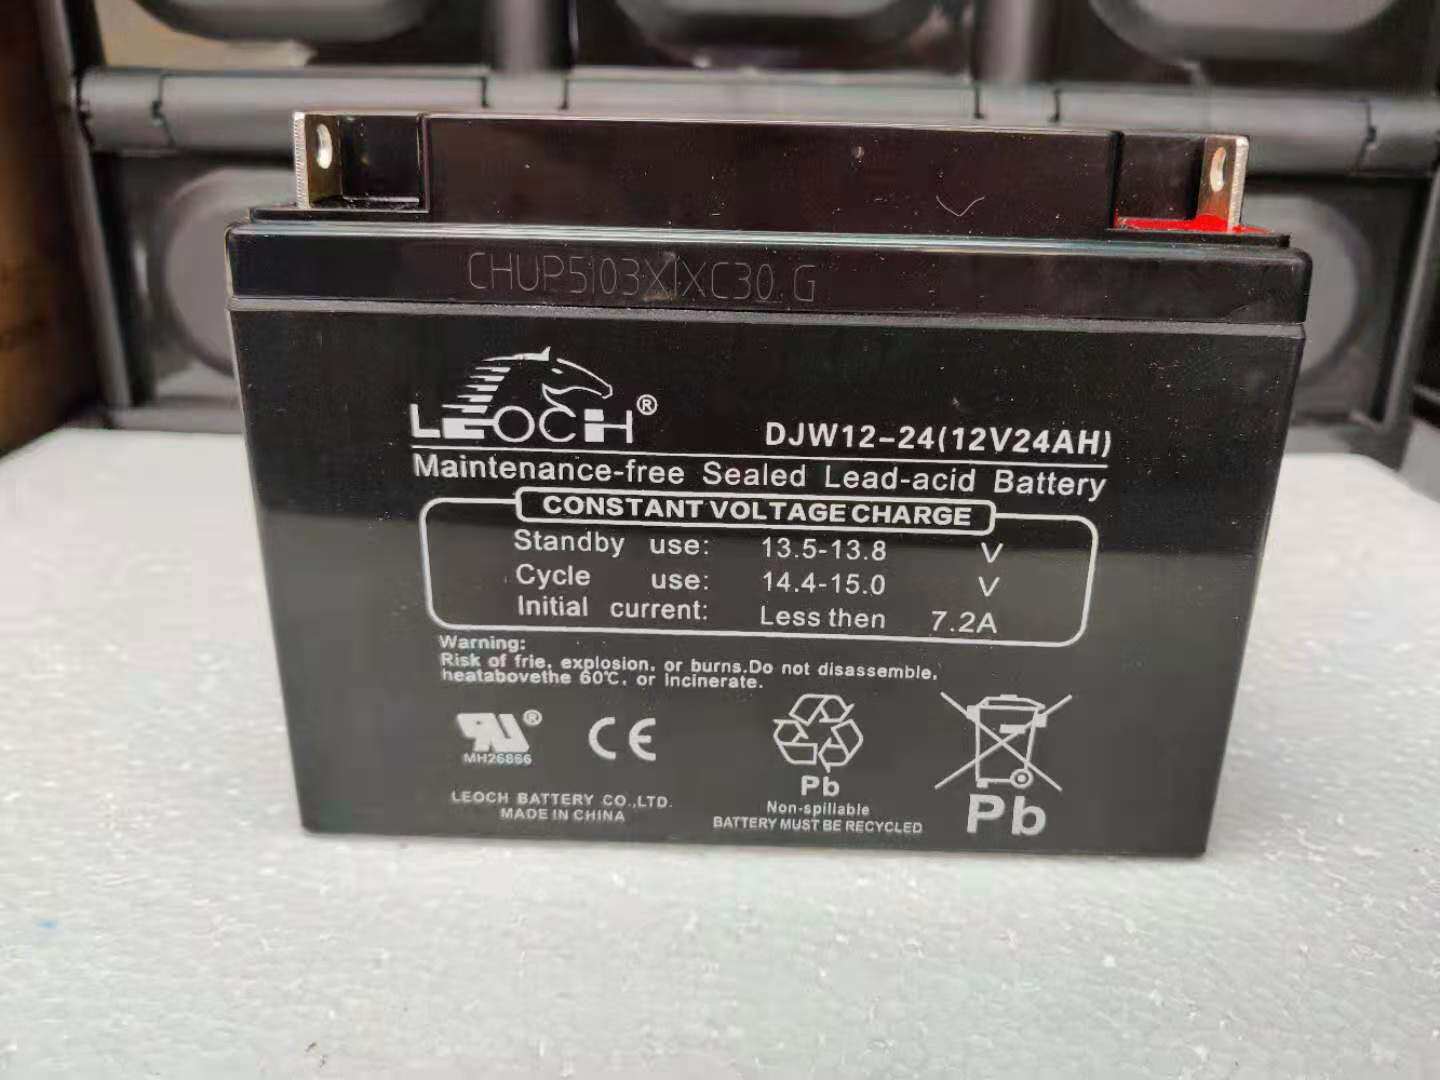 CHUP5I03XIXC30 G
LEOCH®
DJW12-24(12V24AH)
Maintenance-free Sealed Lead-acid Battery
CONSTANT VOLTAGE CHARGE
Standby use: 13.5-13.8 V
Cycle use: 14.4-15.0 V
Initial current: Less then 7.2A
Warning:
Risk of frie, explosion, or burns.Do not disassemble,
heatabovethe 60℃, or incinerate.
MH26866
CE
Pb
Non-spillable
BATTERY MUST BE RECYCLED
Pb
LEOCH BATTERY CO.,LTD.
MADE IN CHINA